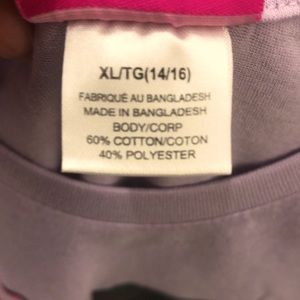 XL/TG(14/16)
FABRIQUÉ AU BANGLADESH
MADE IN BANGLADESH
BODY/CORP
60% COTTON/COTON
40% POLYESTER